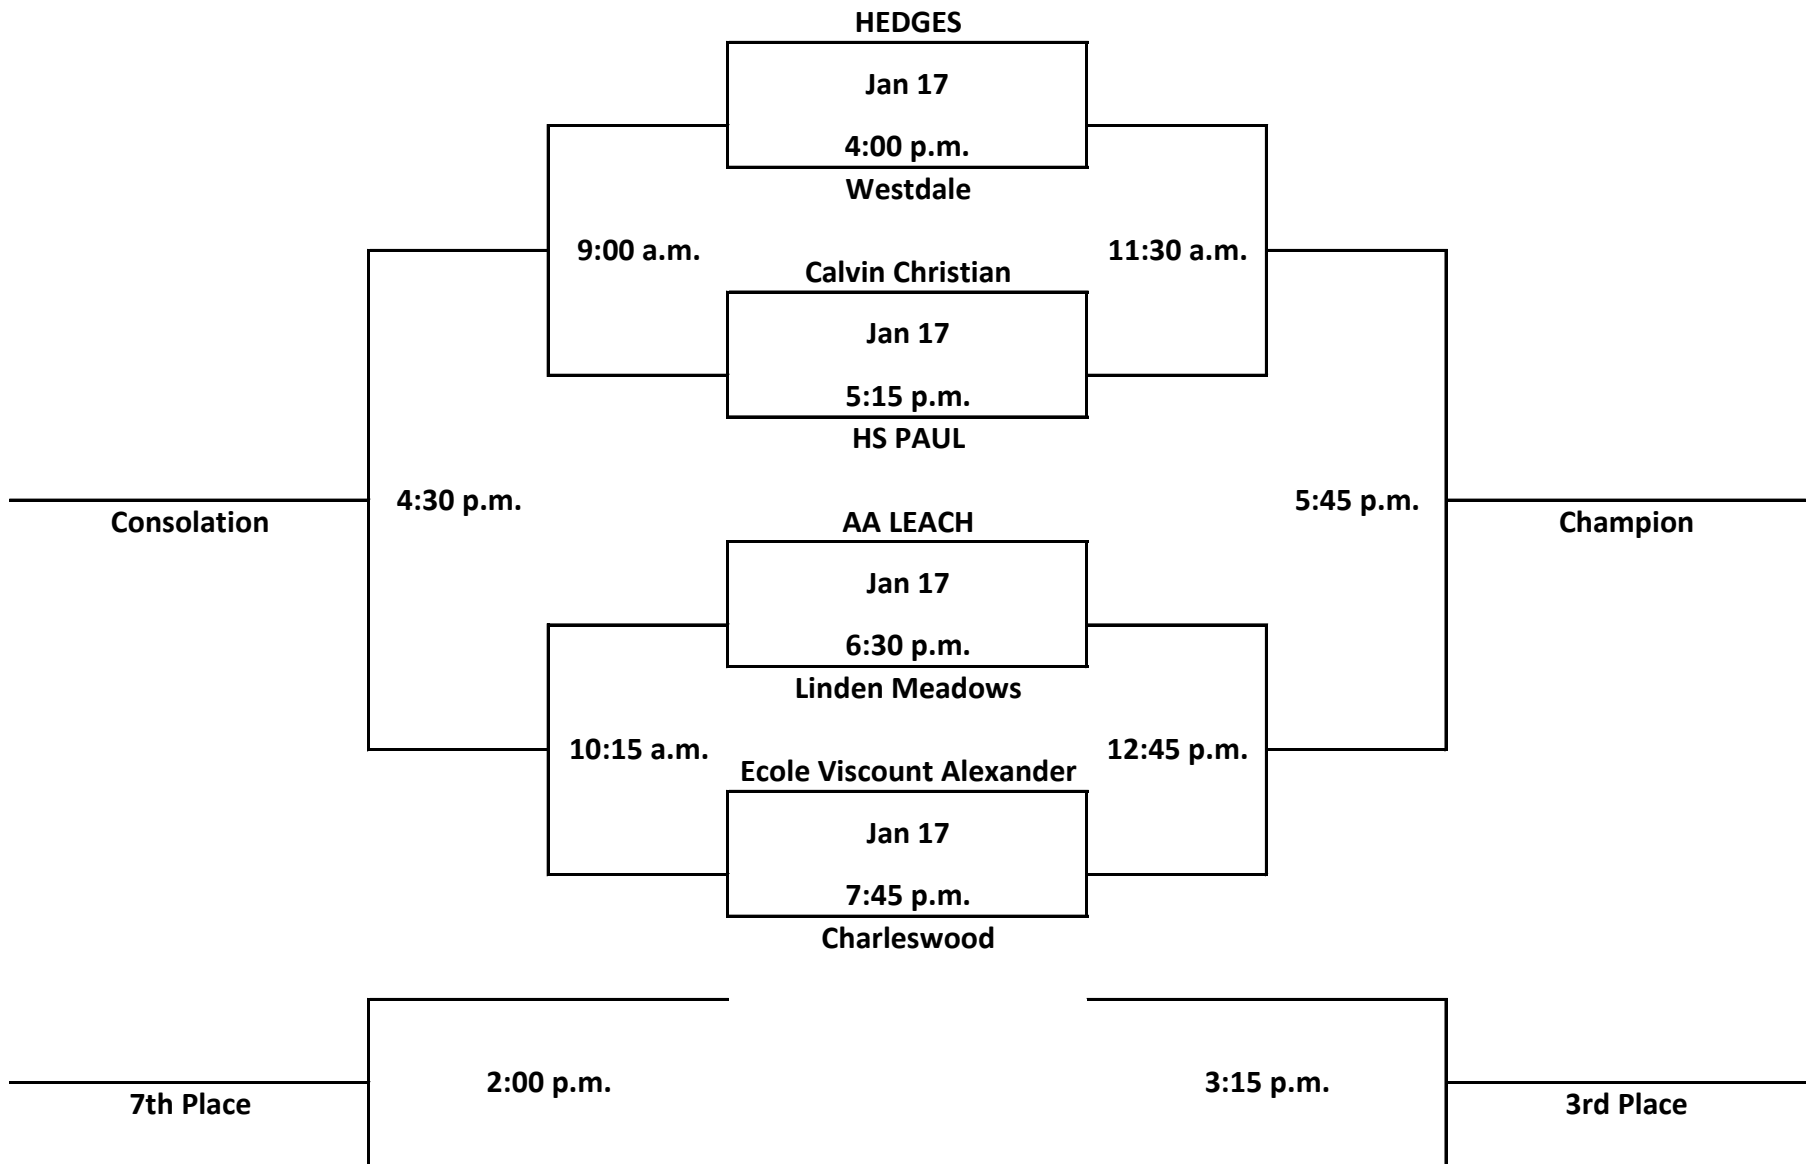 HEDGES
Jan 17
4:00 p.m.
Westdale
9:00 a.m.
11:30 a.m.
Calvin Christian
Jan 17
5:15 p.m.
HS PAUL
4:30 p.m.
5:45 p.m.
Consolation
AA LEACH
Champion
Jan 17
6:30 p.m.
Linden Meadows
10:15 a.m.
12:45 p.m.
Ecole Viscount Alexander
Jan 17
7:45 p.m.
Charleswood
2:00 p.m.
3:15 p.m.
7th Place
3rd Place